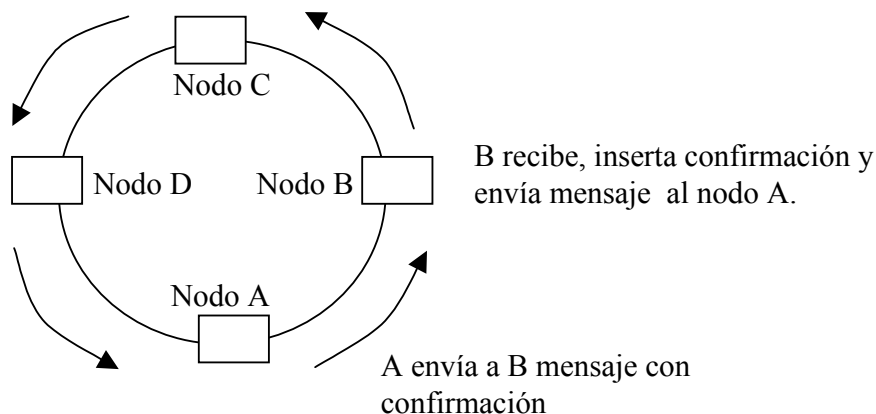 Nodo C
Nodo D
Nodo B
B recibe, inserta confirmación y
envía mensaje al nodo A.
Nodo A
A envía a B mensaje con
confirmación